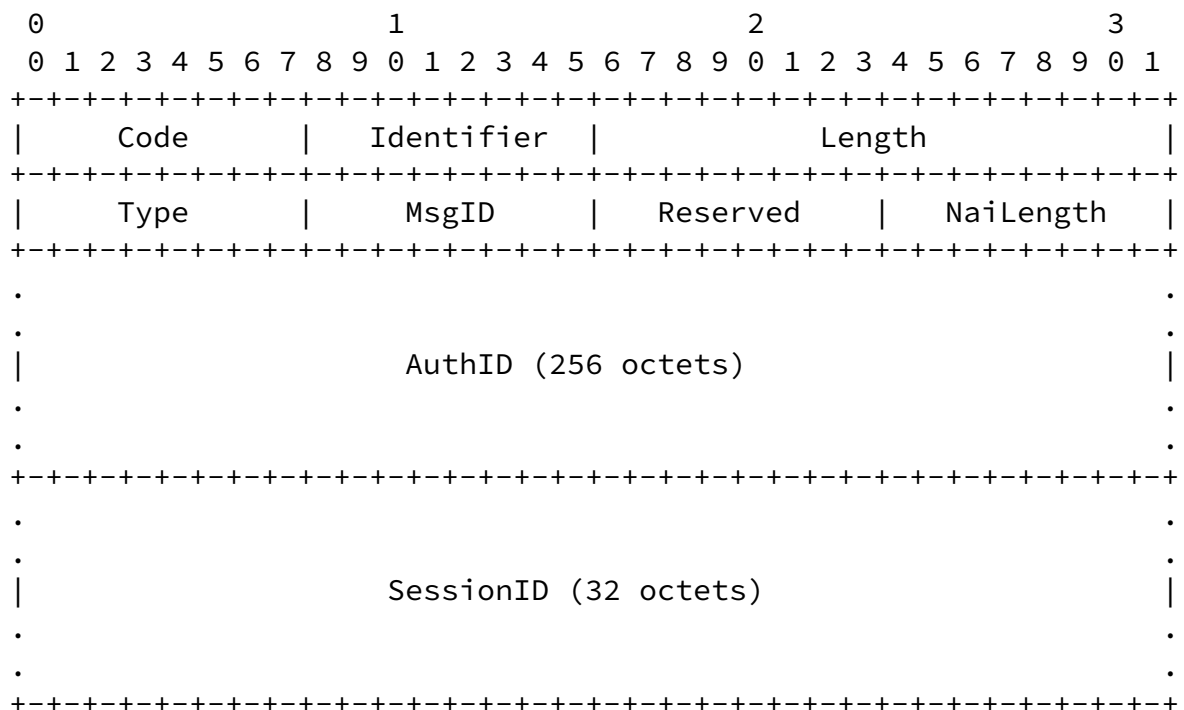 0                   1                   2                   3
 0 1 2 3 4 5 6 7 8 9 0 1 2 3 4 5 6 7 8 9 0 1 2 3 4 5 6 7 8 9 0 1
+-+-+-+-+-+-+-+-+-+-+-+-+-+-+-+-+-+-+-+-+-+-+-+-+-+-+-+-+-+-+-+-+
|     Code      |   Identifier  |            Length             |
+-+-+-+-+-+-+-+-+-+-+-+-+-+-+-+-+-+-+-+-+-+-+-+-+-+-+-+-+-+-+-+-+
|     Type      |     MsgID     |   Reserved    |   NaiLength   |
+-+-+-+-+-+-+-+-+-+-+-+-+-+-+-+-+-+-+-+-+-+-+-+-+-+-+-+-+-+-+-+-+
.                                                               .
.                                                               .
|                     AuthID (256 octets)                       |
.                                                               .
.                                                               .
+-+-+-+-+-+-+-+-+-+-+-+-+-+-+-+-+-+-+-+-+-+-+-+-+-+-+-+-+-+-+-+-+
.                                                               .
.                                                               .
|                    SessionID (32 octets)                      |
.                                                               .
.                                                               .
+-+-+-+-+-+-+-+-+-+-+-+-+-+-+-+-+-+-+-+-+-+-+-+-+-+-+-+-+-+-+-+-+